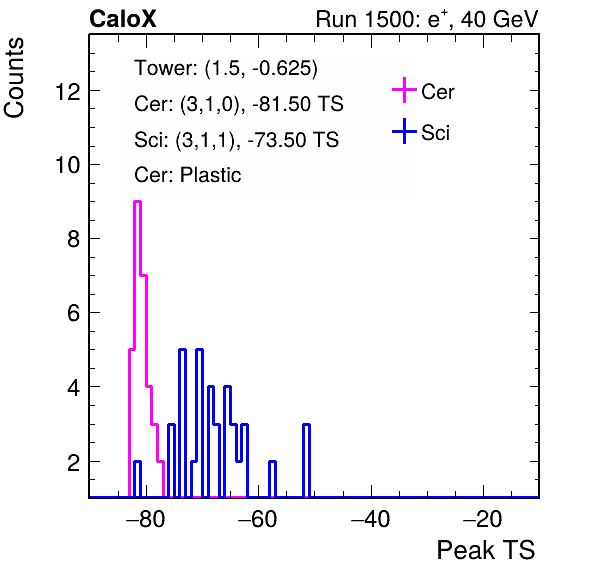 CaloX Run 1500: e+, 40 GeV
Counts
Tower: (1.5, -0.625)
Cer: (3,1,0), -81.50 TS
Sci: (3,1,1), -73.50 TS
Cer: Plastic
Cer
Sci
12
10
8
6
4
2
−80 −60 −40 −20
Peak TS